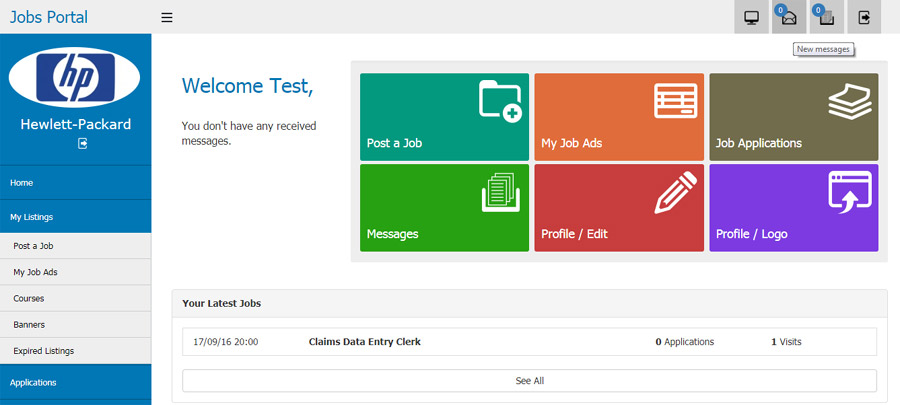 Jobs Portal
0
0
New messages
hp
Hewlett-Packard
Home
My Listings
Post a Job
My Job Ads
Courses
Banners
Expired Listings
Applications
Welcome Test,
You don't have any received
messages.
Post a Job
My Job Ads
Job Applications
Messages
Profile / Edit
Profile / Logo
Your Latest Jobs
17/09/16 20:00 Claims Data Entry Clerk 0 Applications 1 Visits
See All